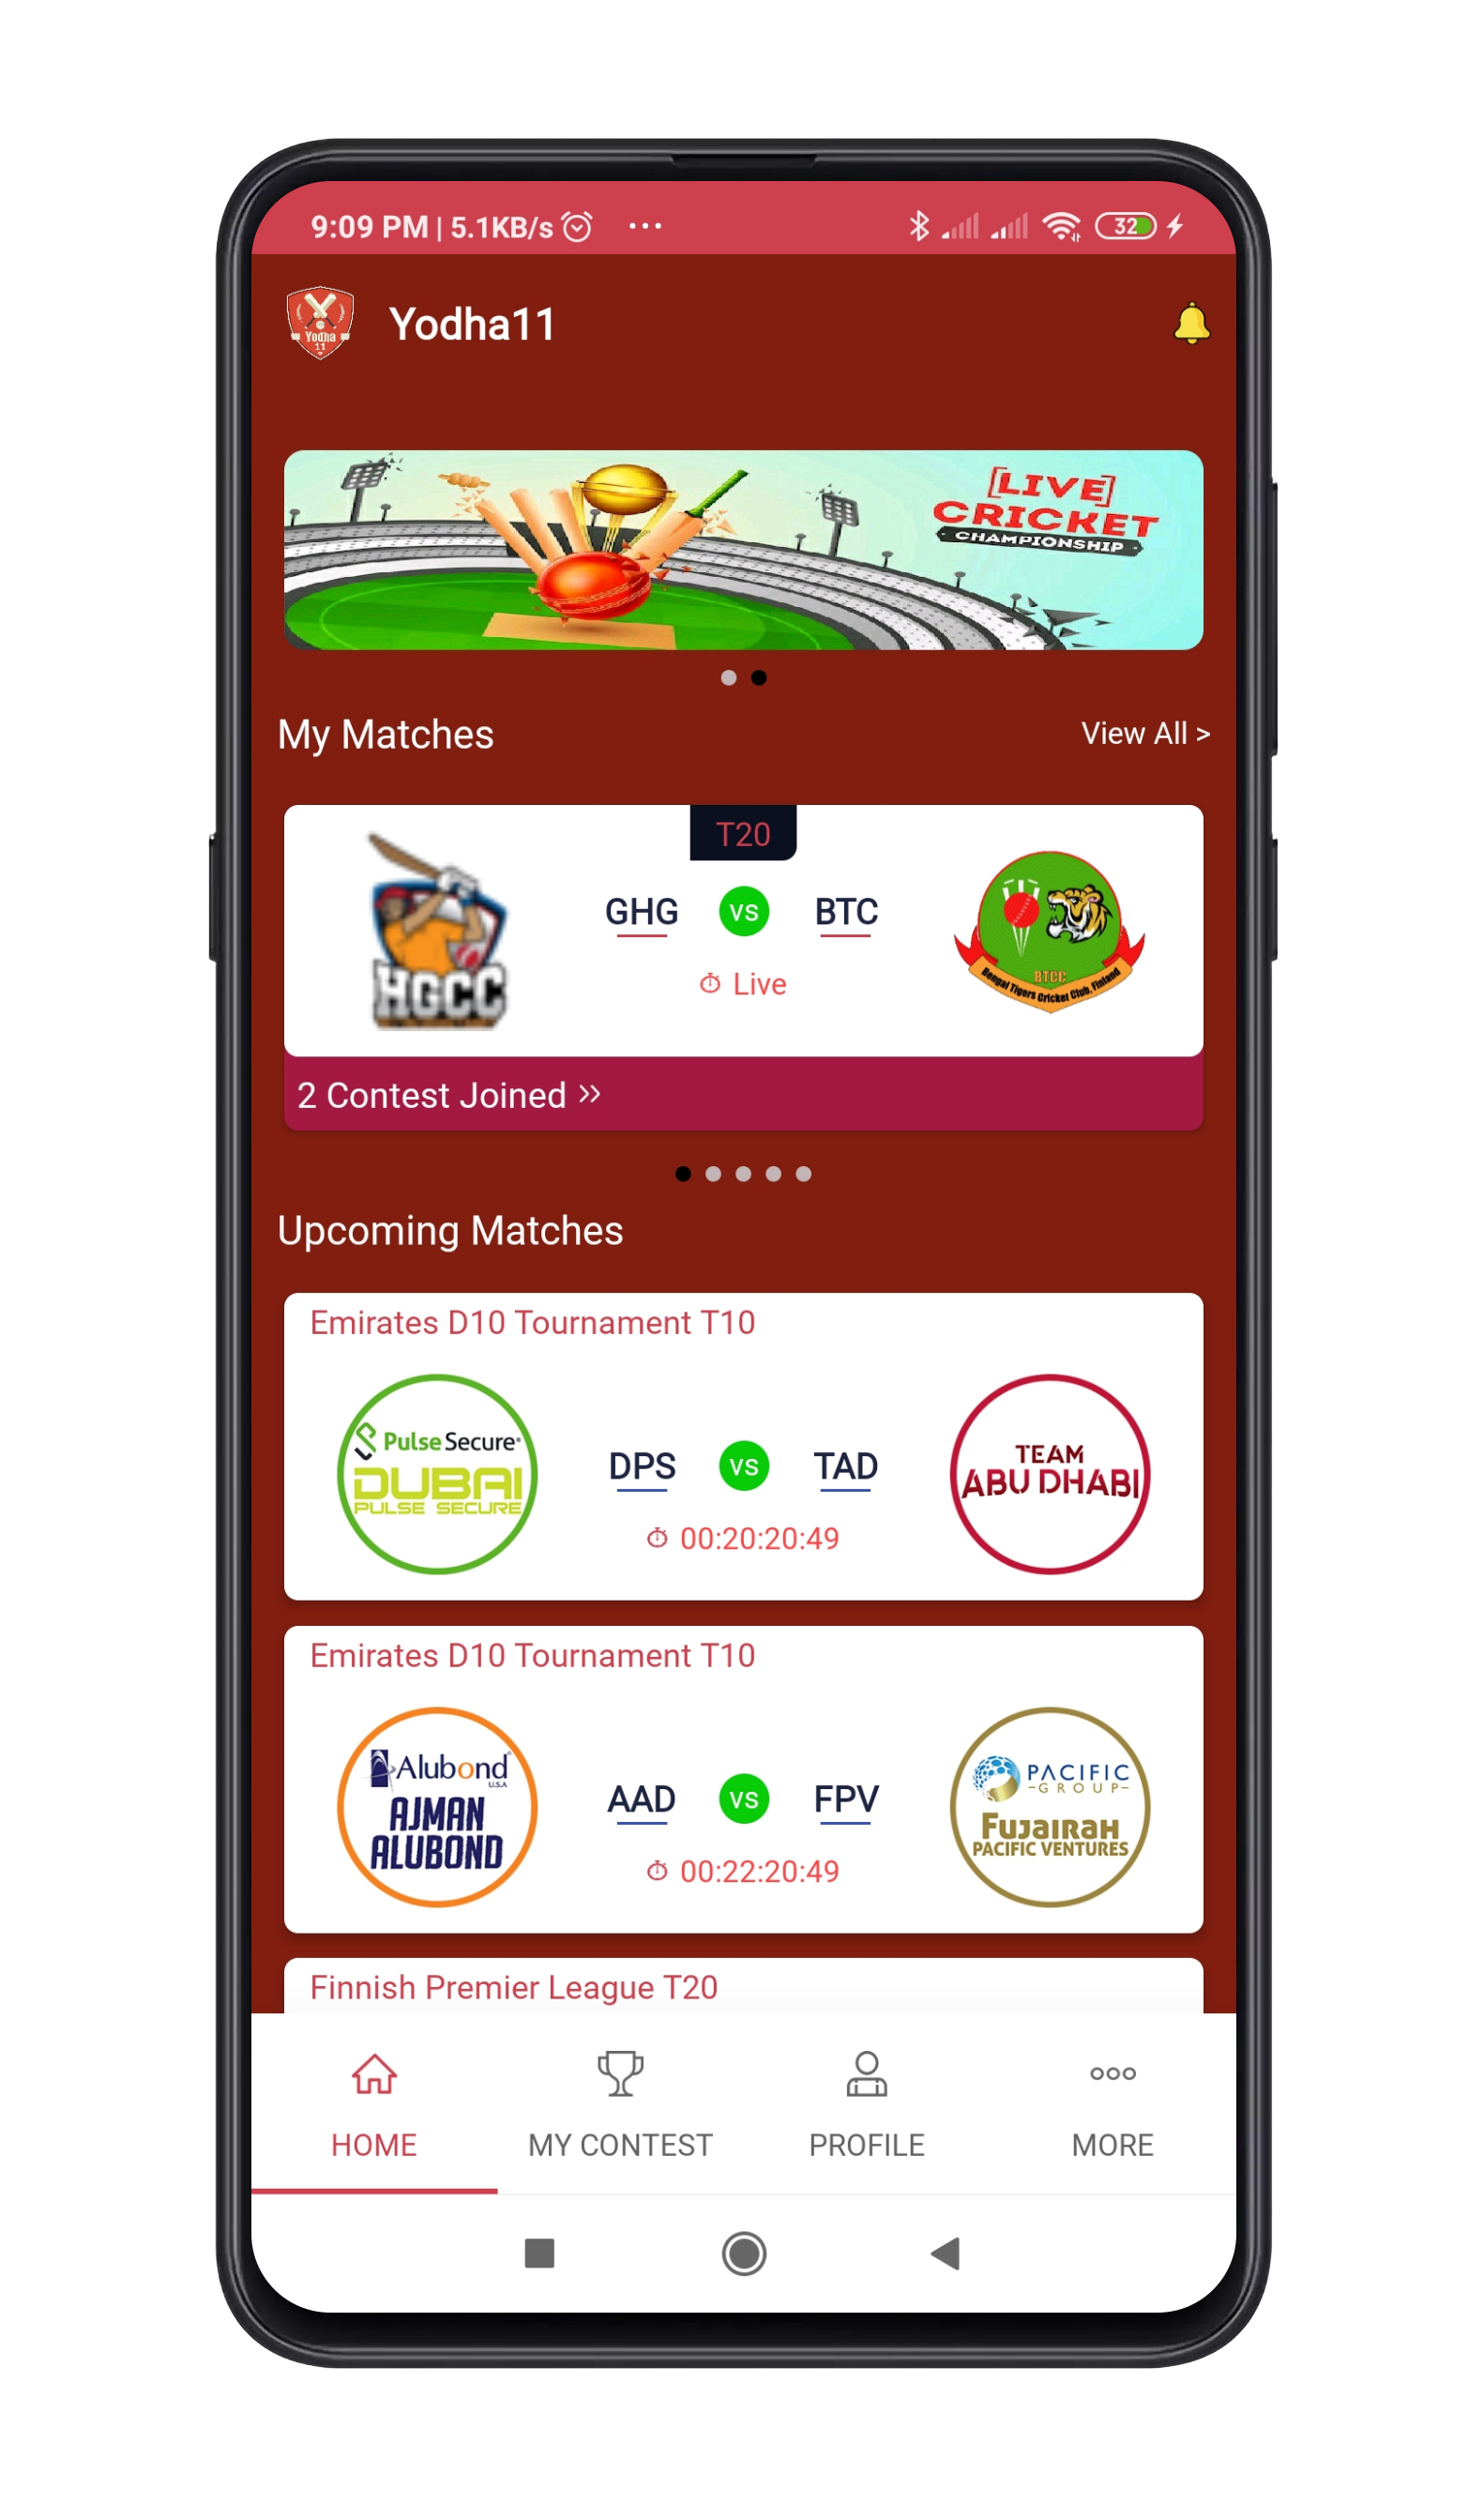 9:09 PM | 5.1KB/s
32
Yodha
11
Yodha11
[LIVE]
CRICKET
CHAMPIONSHIP
My Matches
View All >
T20
GHG VS BTC
Live
HGCC
BTCC
Bengal Tigers Cricket Club, Finland
2 Contest Joined >>
Upcoming Matches
Emirates D10 Tournament T10
Pulse Secure
DUBAI
PULSE SECURE
DPS VS TAD
00:20:20:49
TEAM
ABU DHABI
Emirates D10 Tournament T10
Alubond
U.S.A
AJMAN
ALUBOND
AAD VS FPV
00:22:20:49
PACIFIC
-GROUP-
FUJAIRAH
PACIFIC VENTURES
Finnish Premier League T20
HOME
MY CONTEST
PROFILE
MORE